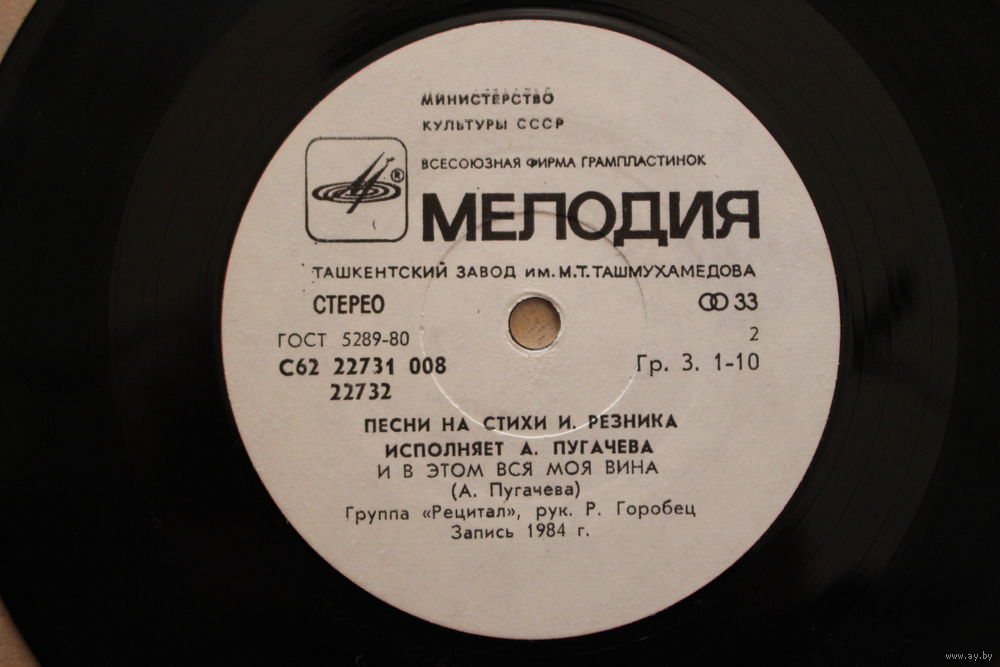 МИНИСТЕРСТВО
КУЛЬТУРЫ СССР
ВСЕСОЮЗНАЯ ФИРМА ГРАМПЛАСТИНОК
®
МЕЛОДИЯ
ТАШКЕНТСКИЙ ЗАВОД ИМ. М.Т. ТАШМУХАМЕДОВА
СТЕРЕО
33
ГОСТ 5289-80
2
С62 22731 008
Гр. 3. 1-10
22732
ПЕСНИ НА СТИХИ И. РЕЗНИКА
ИСПОЛНЯЕТ А. ПУГАЧЕВА
И В ЭТОМ ВСЯ МОЯ ВИНА
(А. Пугачева)
Группа «Рецитал», рук. Р. Горобец
Запись 1984 г.
www.ay.by